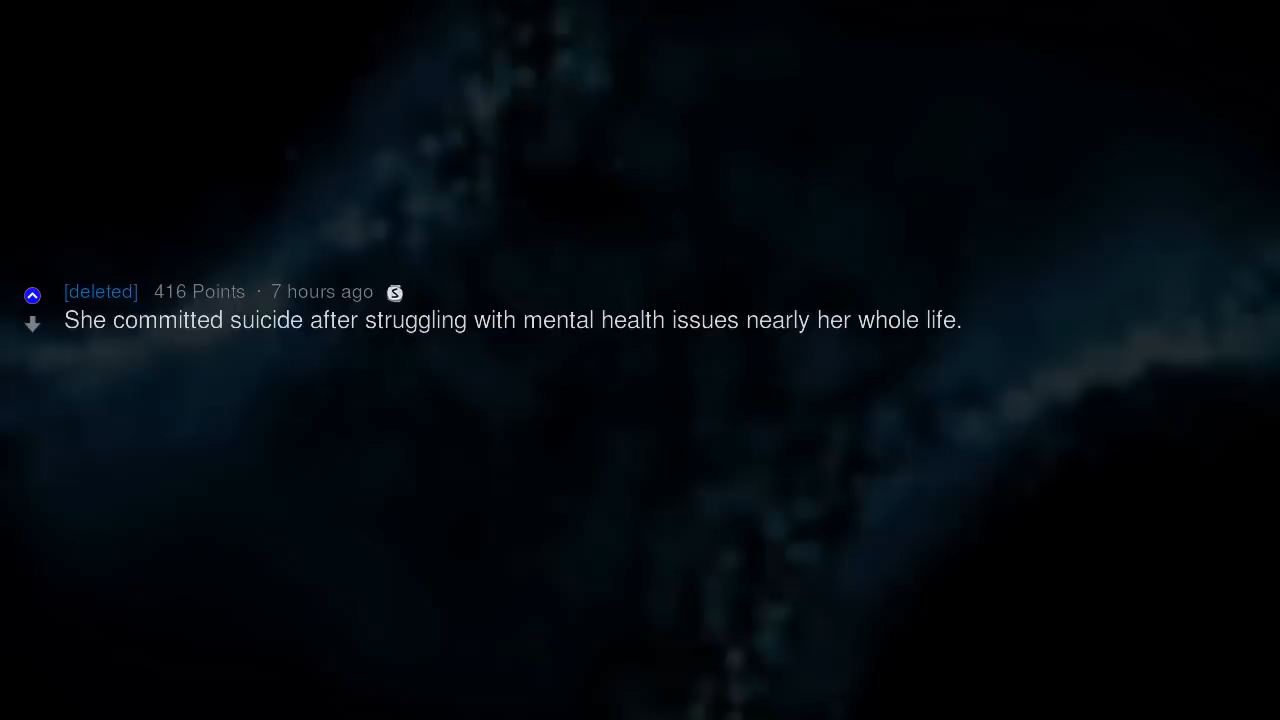 [deleted] 416 Points · 7 hours ago S
She committed suicide after struggling with mental health issues nearly her whole life.